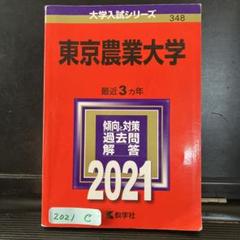 大学入試シリーズ
348
東京農業大学
最近3カ年
傾向と対策
過去問
解答
2021
教学社
2021 C